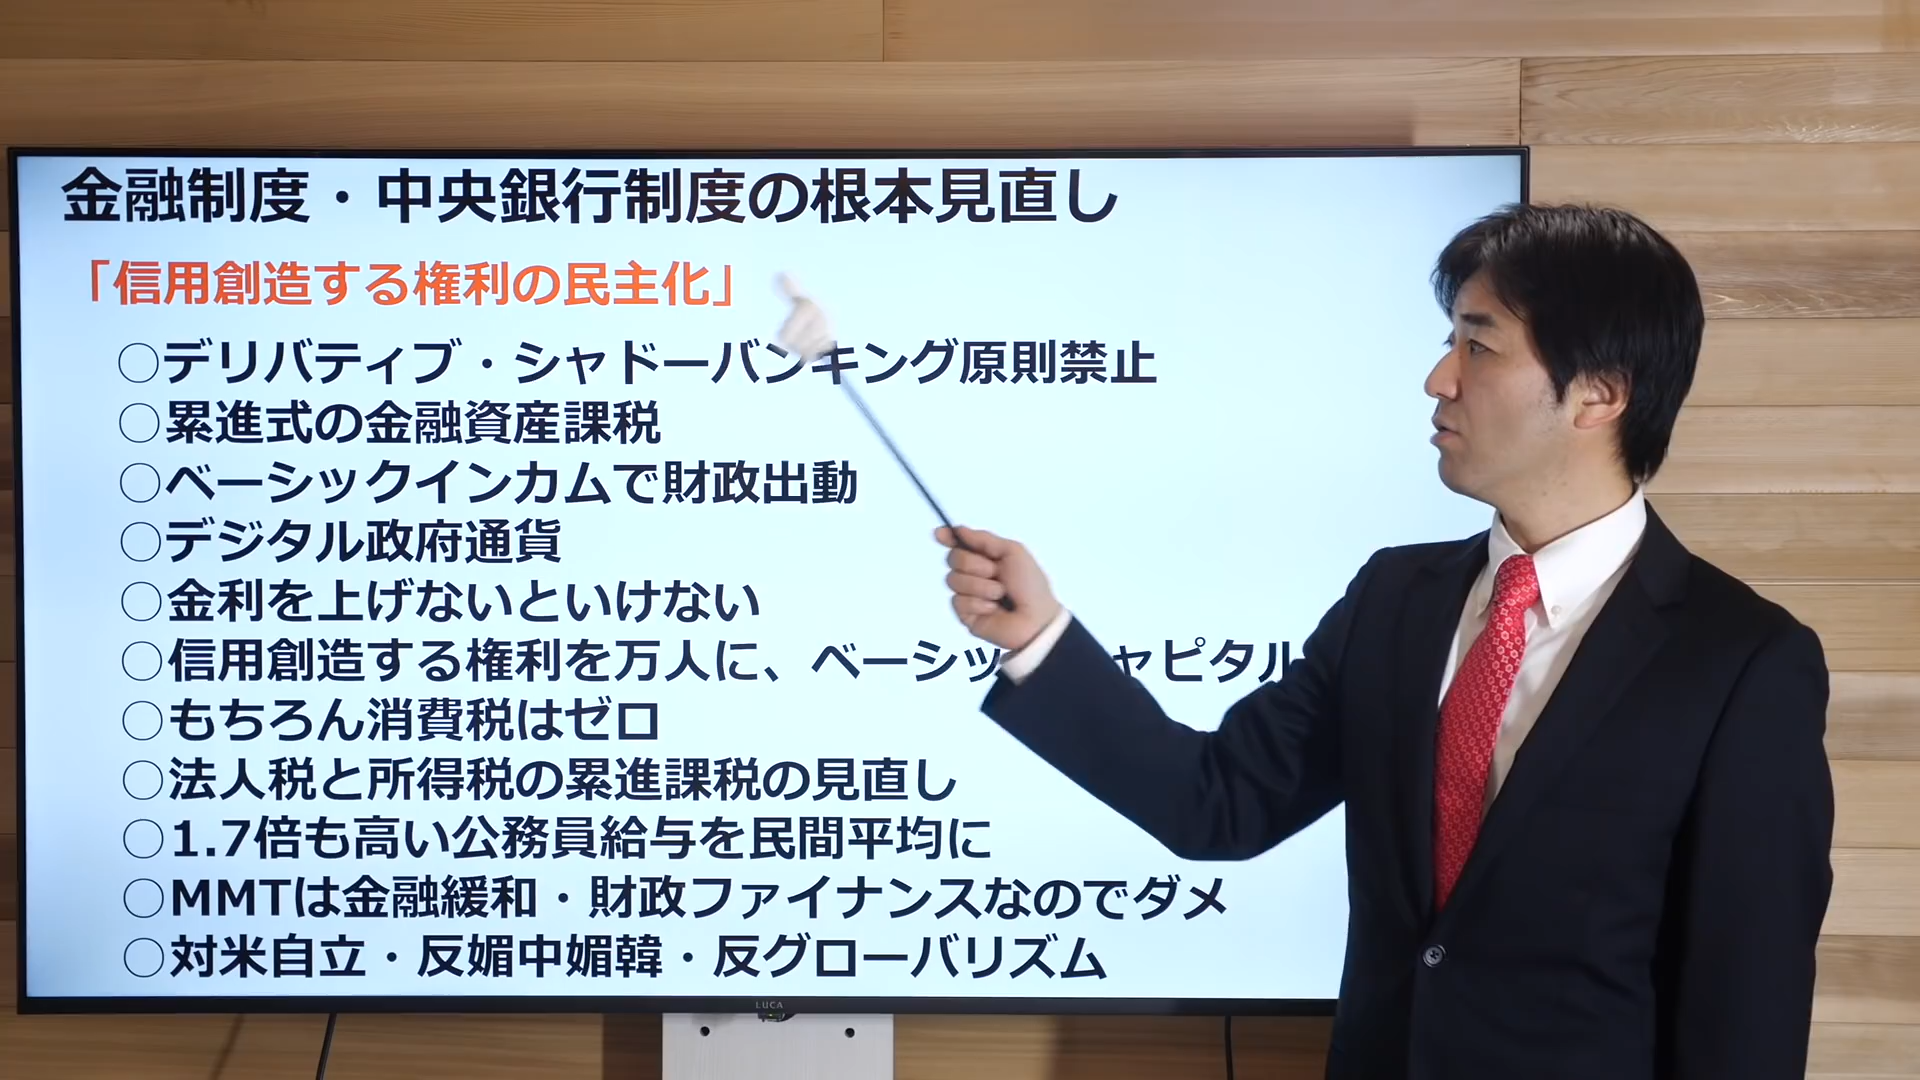 金融制度・中央銀行制度の根本見直し
「信用創造する権利の民主化」
○デリバティブ・シャドーバンキング原則禁止
○累進式の金融資産課税
○ベーシックインカムで財政出動
○デジタル政府通貨
○金利を上げないといけない
○信用創造する権利を万人に、ベーシッ ャピタル
○もちろん消費税はゼロ
○法人税と所得税の累進課税の見直し
○1.7倍も高い公務員給与を民間平均に
○MMTは金融緩和・財政ファイナンスなのでダメ
○対米自立・反媚中媚韓・反グローバリズム
LUCA